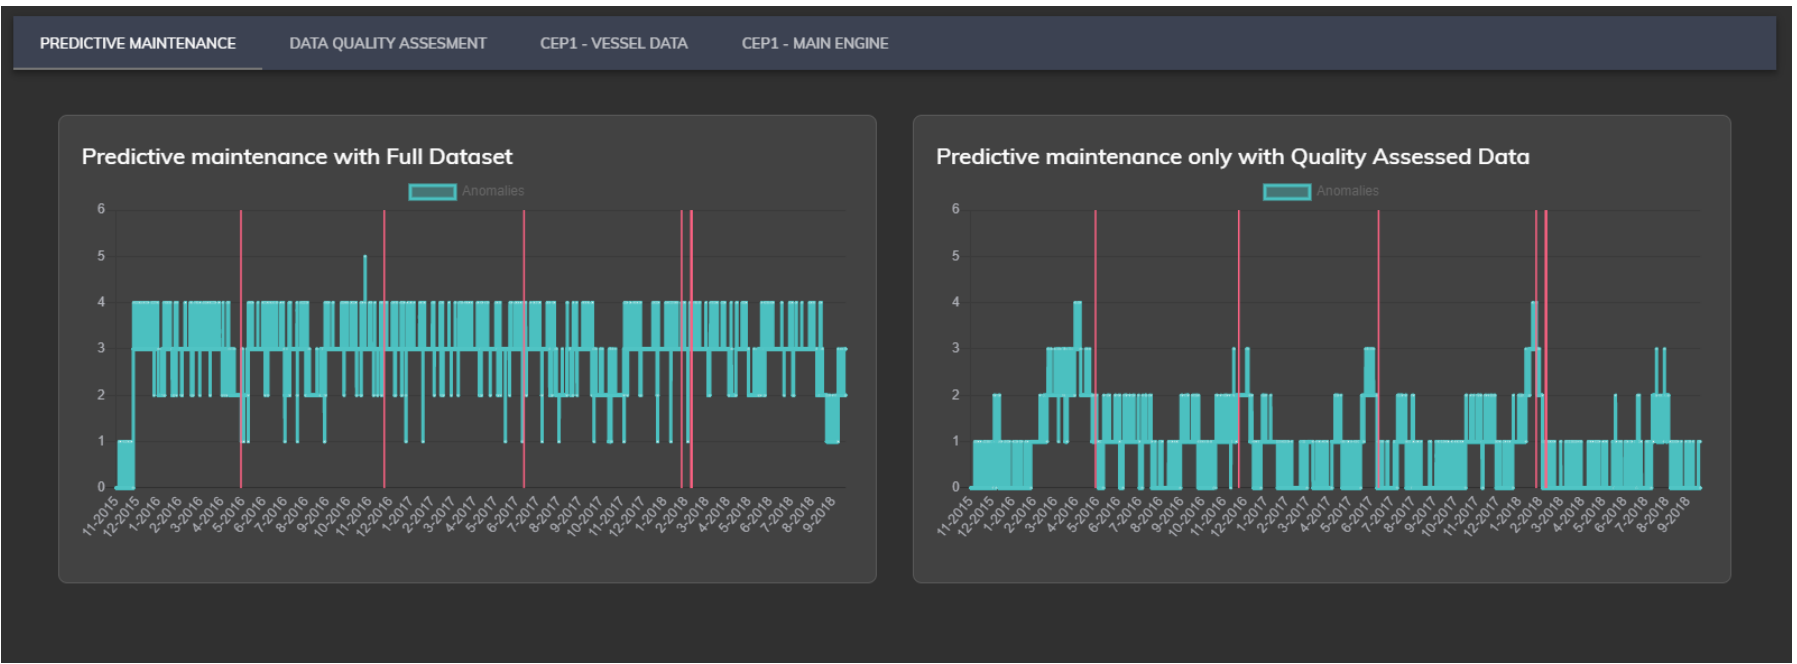 PREDICTIVE MAINTENANCE DATA QUALITY ASSESMENT CEP1 - VESSEL DATA CEP1 - MAIN ENGINE
Predictive maintenance with Full Dataset
Anomalies
6
5
4
3
2
1
0
11-2015 12-2015 1-2016 2-2016 3-2016 4-2016 5-2016 6-2016 7-2016 8-2016 9-2016 10-2016 11-2016 12-2016 1-2017 2-2017 3-2017 4-2017 5-2017 6-2017 7-2017 8-2017 9-2017 10-2017 11-2017 12-2017 1-2018 2-2018 3-2018 4-2018 5-2018 6-2018 7-2018 8-2018 9-2018
Predictive maintenance only with Quality Assessed Data
Anomalies
6
5
4
3
2
1
0
11-2015 12-2015 1-2016 2-2016 3-2016 4-2016 5-2016 6-2016 7-2016 8-2016 9-2016 10-2016 11-2016 12-2016 1-2017 2-2017 3-2017 4-2017 5-2017 6-2017 7-2017 8-2017 9-2017 10-2017 11-2017 12-2017 1-2018 2-2018 3-2018 4-2018 5-2018 6-2018 7-2018 8-2018 9-2018